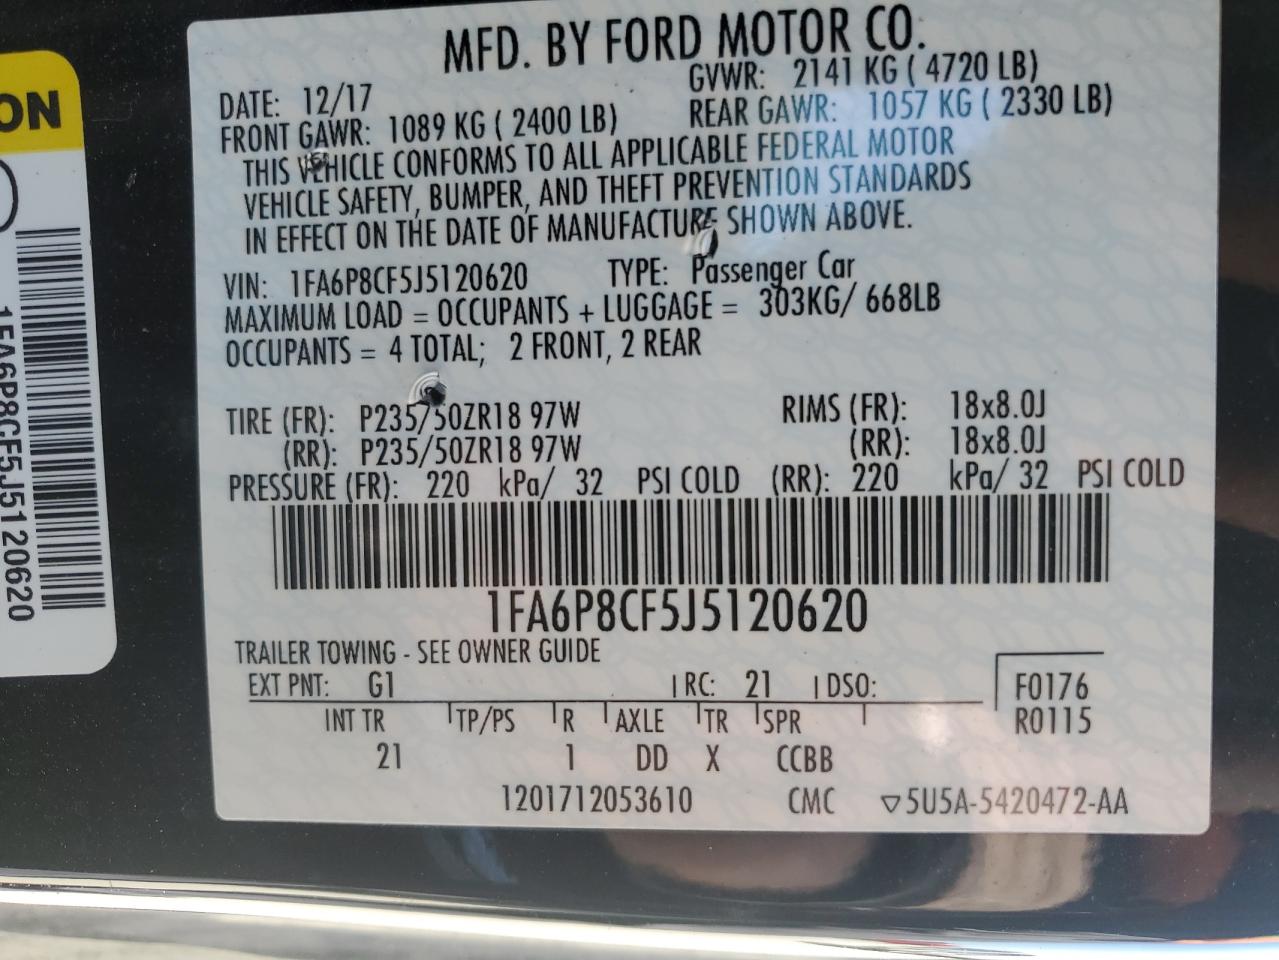 MFD. BY FORD MOTOR CO.
DATE: 12/17 GVWR: 2141 KG ( 4720 LB)
FRONT GAWR: 1089 KG ( 2400 LB) REAR GAWR: 1057 KG ( 2330 LB)
THIS VEHICLE CONFORMS TO ALL APPLICABLE FEDERAL MOTOR
VEHICLE SAFETY, BUMPER, AND THEFT PREVENTION STANDARDS
IN EFFECT ON THE DATE OF MANUFACTURE SHOWN ABOVE.
VIN: 1FA6P8CF5J5120620 TYPE: Passenger Car
MAXIMUM LOAD = OCCUPANTS + LUGGAGE = 303KG/ 668LB
OCCUPANTS = 4 TOTAL; 2 FRONT, 2 REAR
TIRE (FR): P235/50ZR18 97W RIMS (FR): 18x8.0J
(RR): P235/50ZR18 97W (RR): 18x8.0J
PRESSURE (FR): 220 kPa/ 32 PSI COLD (RR): 220 kPa/ 32 PSI COLD
1FA6P8CF5J5120620
TRAILER TOWING - SEE OWNER GUIDE
EXT PNT: G1 RC: 21 DSO: F0176
INT TR TP/PS R AXLE TR SPR R0115
21 1 DD X CCBB
1201712053610 CMC ▽5U5A-5420472-AA
ON
1FA6P8CF5J5120620